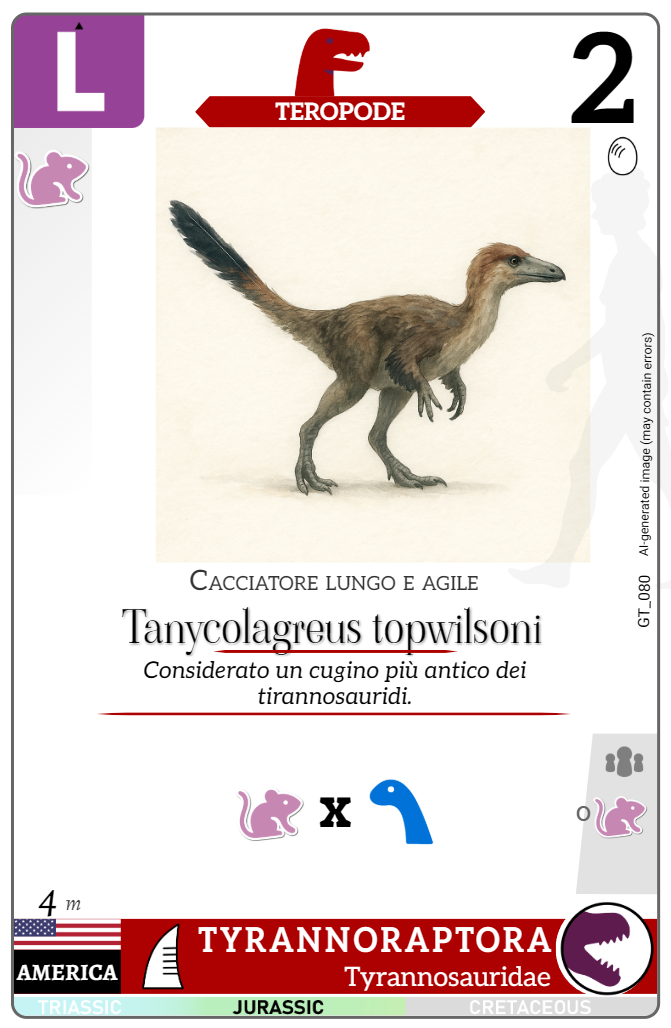 L
TEROPODE
2
AI-generated image (may contain errors)
GT_080
CACCIATORE LUNGO E AGILE
Tanycolagreus topwilsoni
Considerato un cugino più antico dei
tirannosauridi.
x
o
4 m
AMERICA
TYRANNORAPTORA
Tyrannosauridae
TRIASSIC
JURASSIC
CRETACEOUS